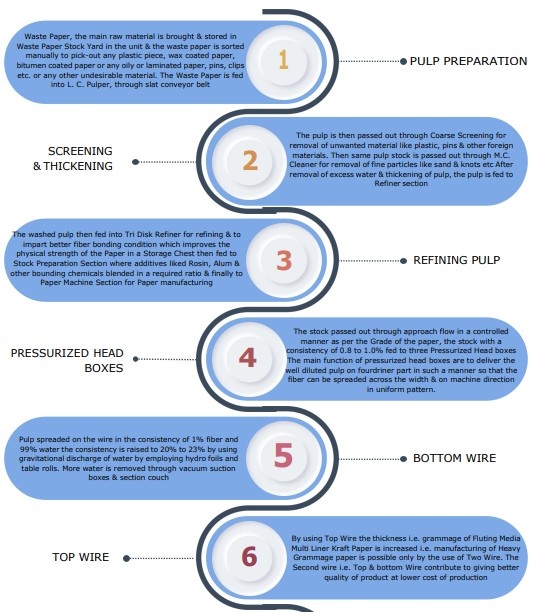 Waste Paper, the main raw material is brought & stored in
Waste Paper Stock Yard in the unit & the waste paper is sorted
manually to pick-out any plastic piece, wax coated paper,
bitumen coated paper or any oily or laminated paper, pins, clips
etc. or any other undesirable material. The Waste Paper is fed
into L. C. Pulper, through slat conveyor belt
1
PULP PREPARATION
SCREENING
& THICKENING
2
The pulp is then passed out through Coarse Screening for
removal of unwanted material like plastic, pins & other foreign
materials. Then same pulp stock is passed out through M.C.
Cleaner for removal of fine particles like sand & knots etc After
removal of excess water & thickening of pulp, the pulp is fed to
Refiner section
The washed pulp then fed into Tri Disk Refiner for refining & to
impart better fiber bonding condition which improves the
physical strength of the Paper in a Storage Chest then fed to
Stock Preparation Section where additives liked Rosin, Alum &
other bounding chemicals blended in a required ratio & finally to
Paper Machine Section for Paper manufacturing
3
REFINING PULP
PRESSURIZED HEAD
BOXES
4
The stock passed out through approach flow in a controlled
manner as per the Grade of the paper, the stock with a
consistency of 0.8 to 1.0% fed to three Pressurized Head boxes
The main function of pressurized head boxes are to deliver the
well diluted pulp on fourdriner part in such a manner so that the
fiber can be spreaded across the width & on machine direction
in uniform pattern.
Pulp spreaded on the wire in the consistency of 1% fiber and
99% water the consistency is raised to 20% to 23% by using
gravitational discharge of water by employing hydro foils and
table rolls. More water is removed through vacuum suction
boxes & section couch
5
BOTTOM WIRE
TOP WIRE
6
By using Top Wire the thickness i.e. grammage of Fluting Media
Multi Liner Kraft Paper is increased i.e. manufacturing of Heavy
Grammage paper is possible only by the use of Two Wire. The
Second wire i.e. Top & bottom Wire contribute to giving better
quality of product at lower cost of production